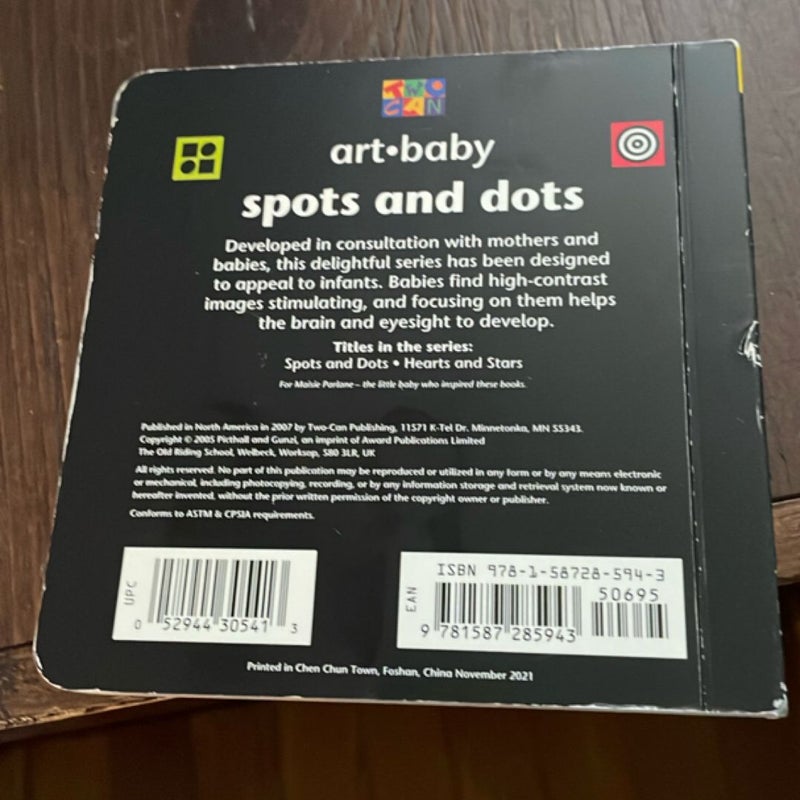 TWO
CAN
art•baby
spots and dots
Developed in consultation with mothers and
babies, this delightful series has been designed
to appeal to infants. Babies find high-contrast
images stimulating, and focusing on them helps
the brain and eyesight to develop.
Titles in the series:
Spots and Dots • Hearts and Stars
For Maisie Parlane – the little baby who inspired these books.
Published in North America in 2007 by Two-Can Publishing, 11571 K-Tel Dr. Minnetonka, MN 55343.
Copyright © 2005 Picthall and Gunzi, an imprint of Award Publications Limited
The Old Riding School, Welbeck, Worksop, S80 3LR, UK
All rights reserved. No part of this publication may be reproduced or utilized in any form or by any means electronic
or mechanical, including photocopying, recording, or by any information storage and retrieval system now known or
hereafter invented, without the prior written permission of the copyright owner or publisher.
Conforms to ASTM & CPSIA requirements.
UPC
0 52944 30541 3
ISBN 978-1-58728-594-3
50695
EAN
9 781587 285943
Printed in Chen Chun Town, Foshan, China November 2021